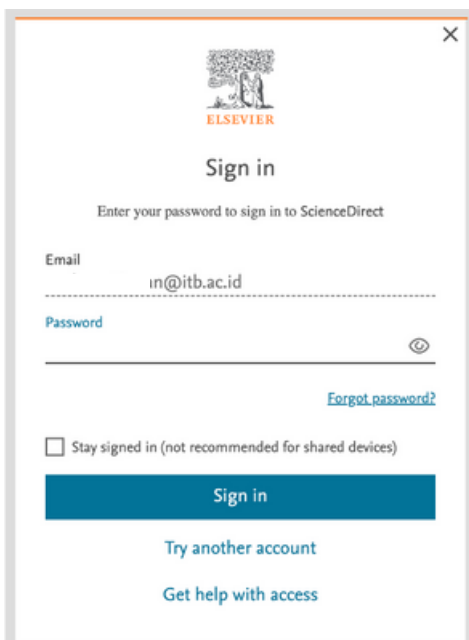 ELSEVIER
Sign in
Enter your password to sign in to ScienceDirect
Email
n@itb.ac.id
Password
Forgot password?
Stay signed in (not recommended for shared devices)
Sign in
Try another account
Get help with access